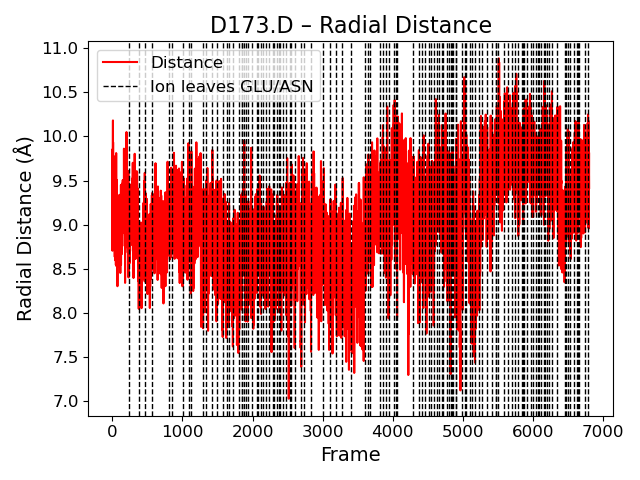 D173.D – Radial Distance
Distance
Ion leaves GLU/ASN
Radial Distance (Å)
11.0
10.5
10.0
9.5
9.0
8.5
8.0
7.5
7.0
0 1000 2000 3000 4000 5000 6000 7000
Frame